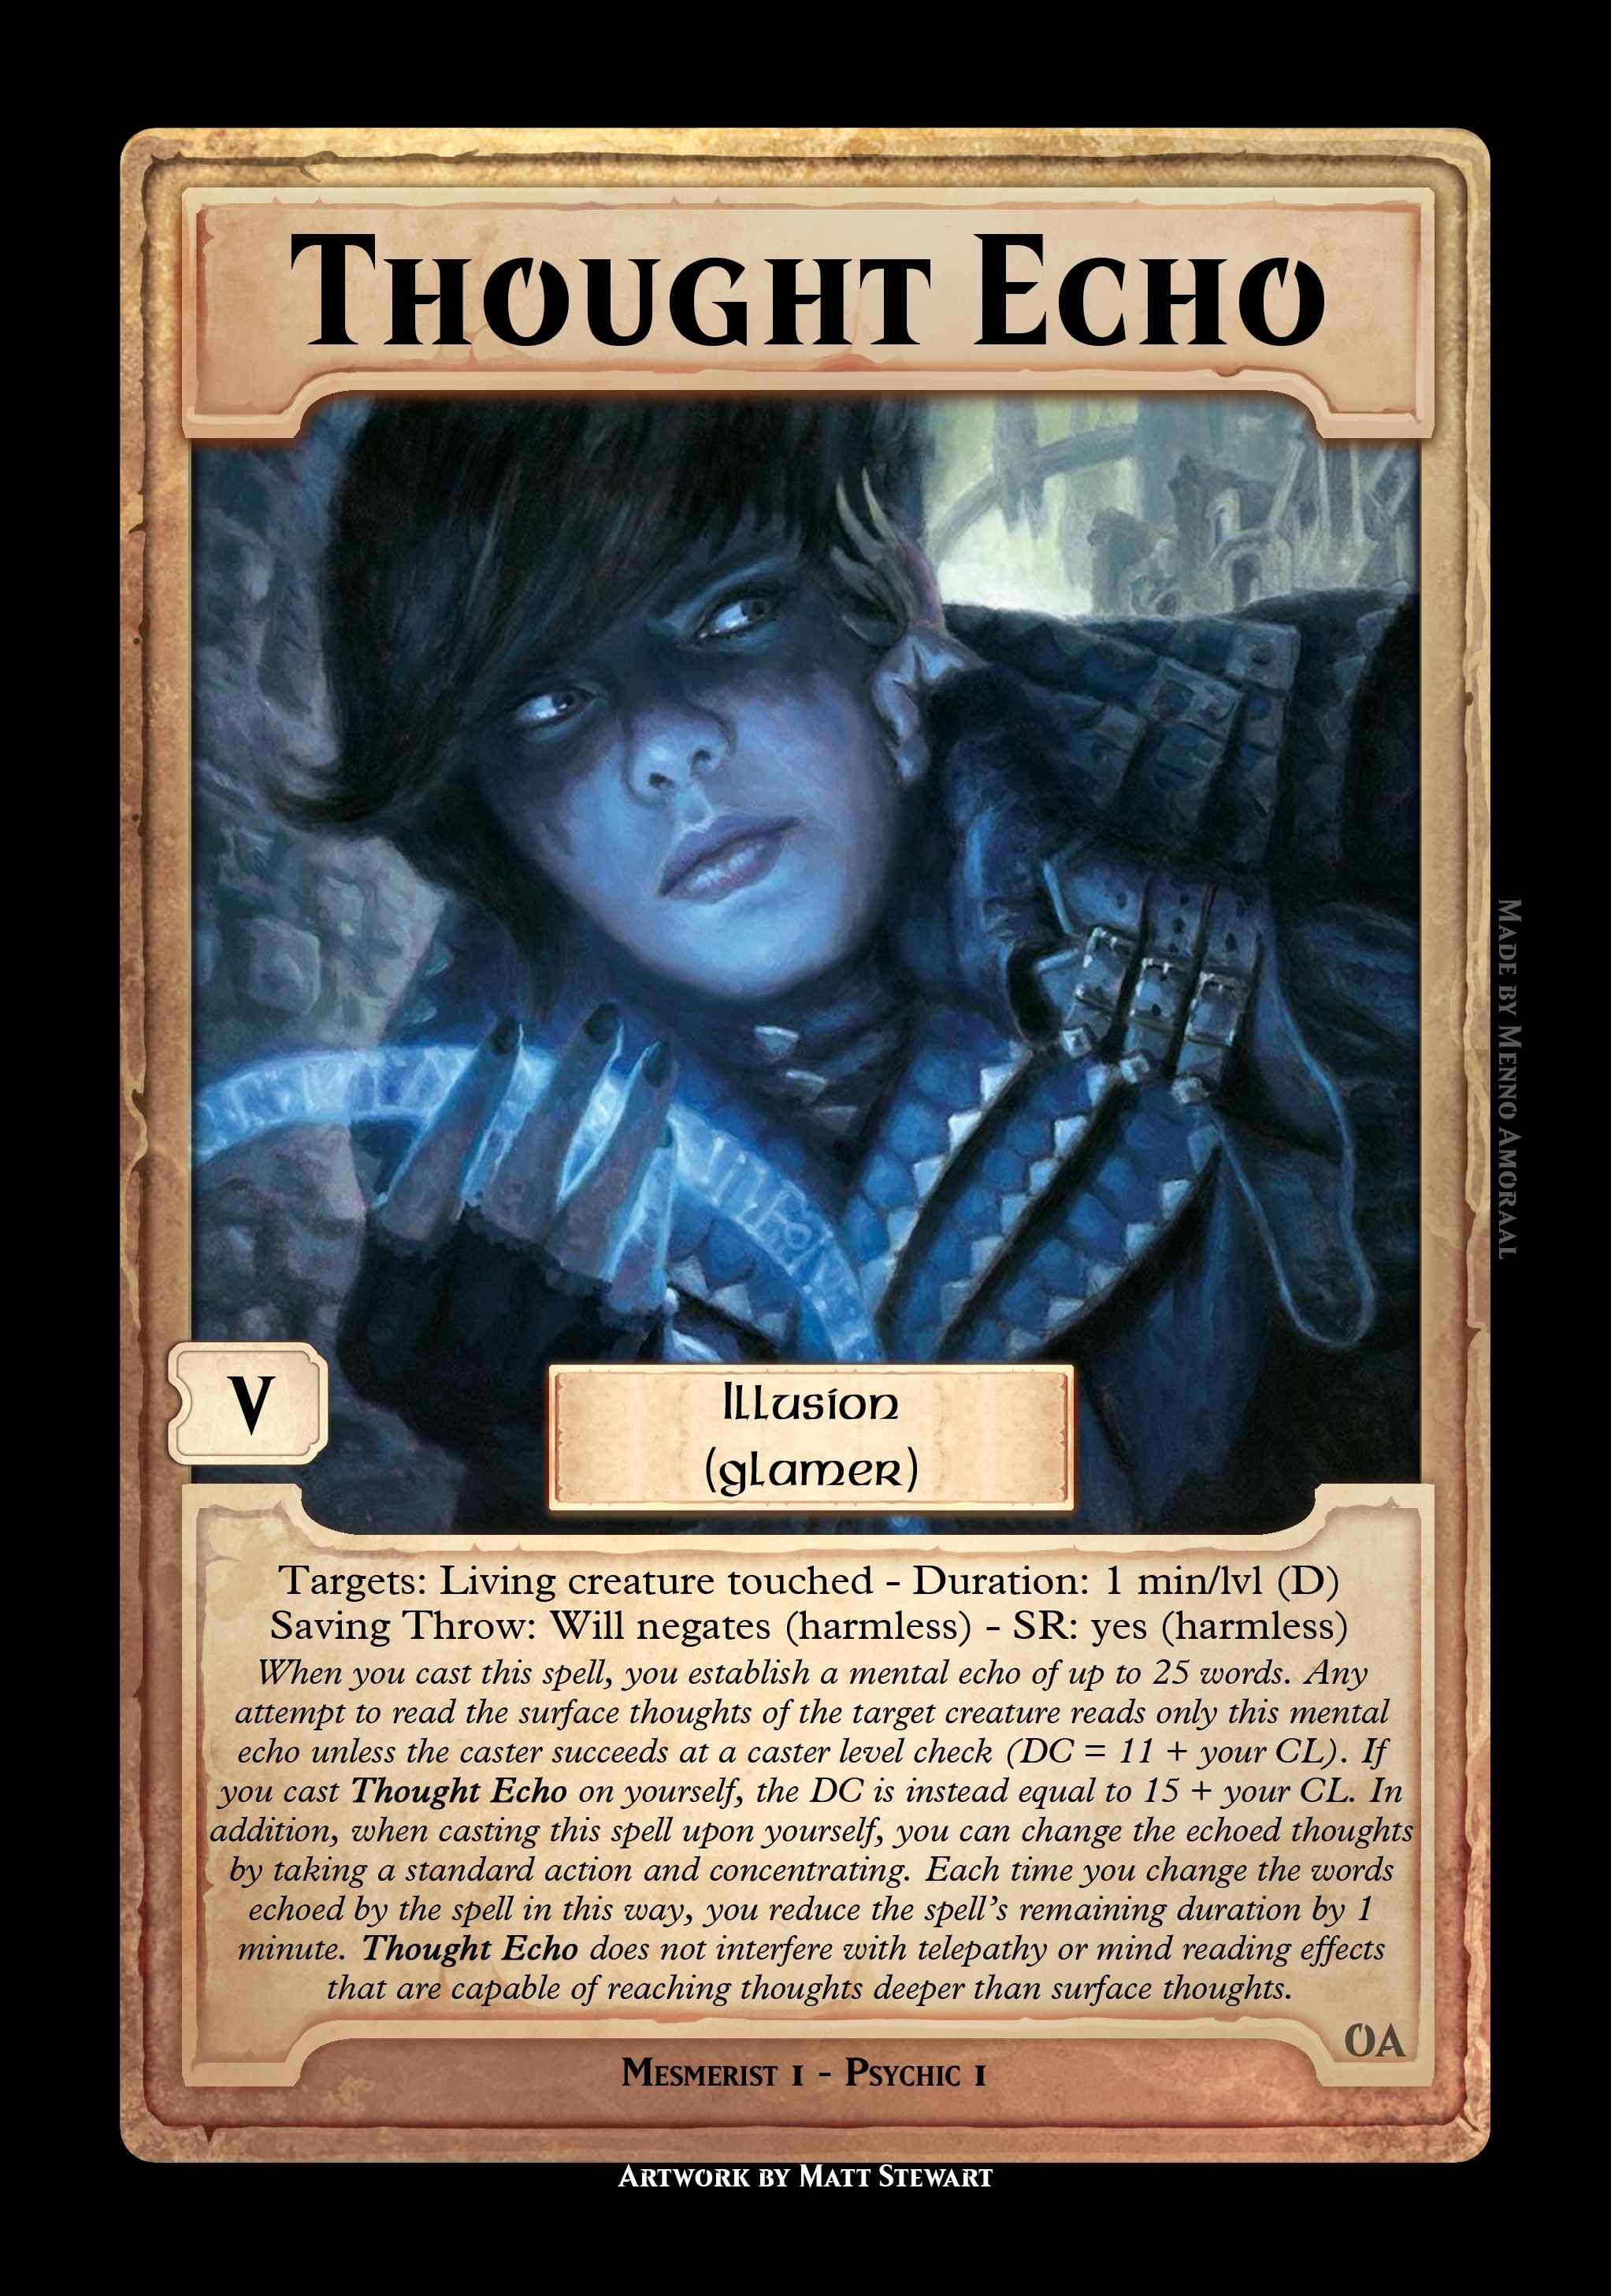 Thought Echo
Made by Menno Amoraal
V
Illusion
(glamer)
Targets: Living creature touched - Duration: 1 min/lvl (D)
Saving Throw: Will negates (harmless) - SR: yes (harmless)
When you cast this spell, you establish a mental echo of up to 25 words. Any
attempt to read the surface thoughts of the target creature reads only this mental
echo unless the caster succeeds at a caster level check (DC = 11 + your CL). If
you cast Thought Echo on yourself, the DC is instead equal to 15 + your CL. In
addition, when casting this spell upon yourself, you can change the echoed thoughts
by taking a standard action and concentrating. Each time you change the words
echoed by the spell in this way, you reduce the spell's remaining duration by 1
minute. Thought Echo does not interfere with telepathy or mind reading effects
that are capable of reaching thoughts deeper than surface thoughts.
OA
Mesmerist 1 - Psychic 1
Artwork by Matt Stewart